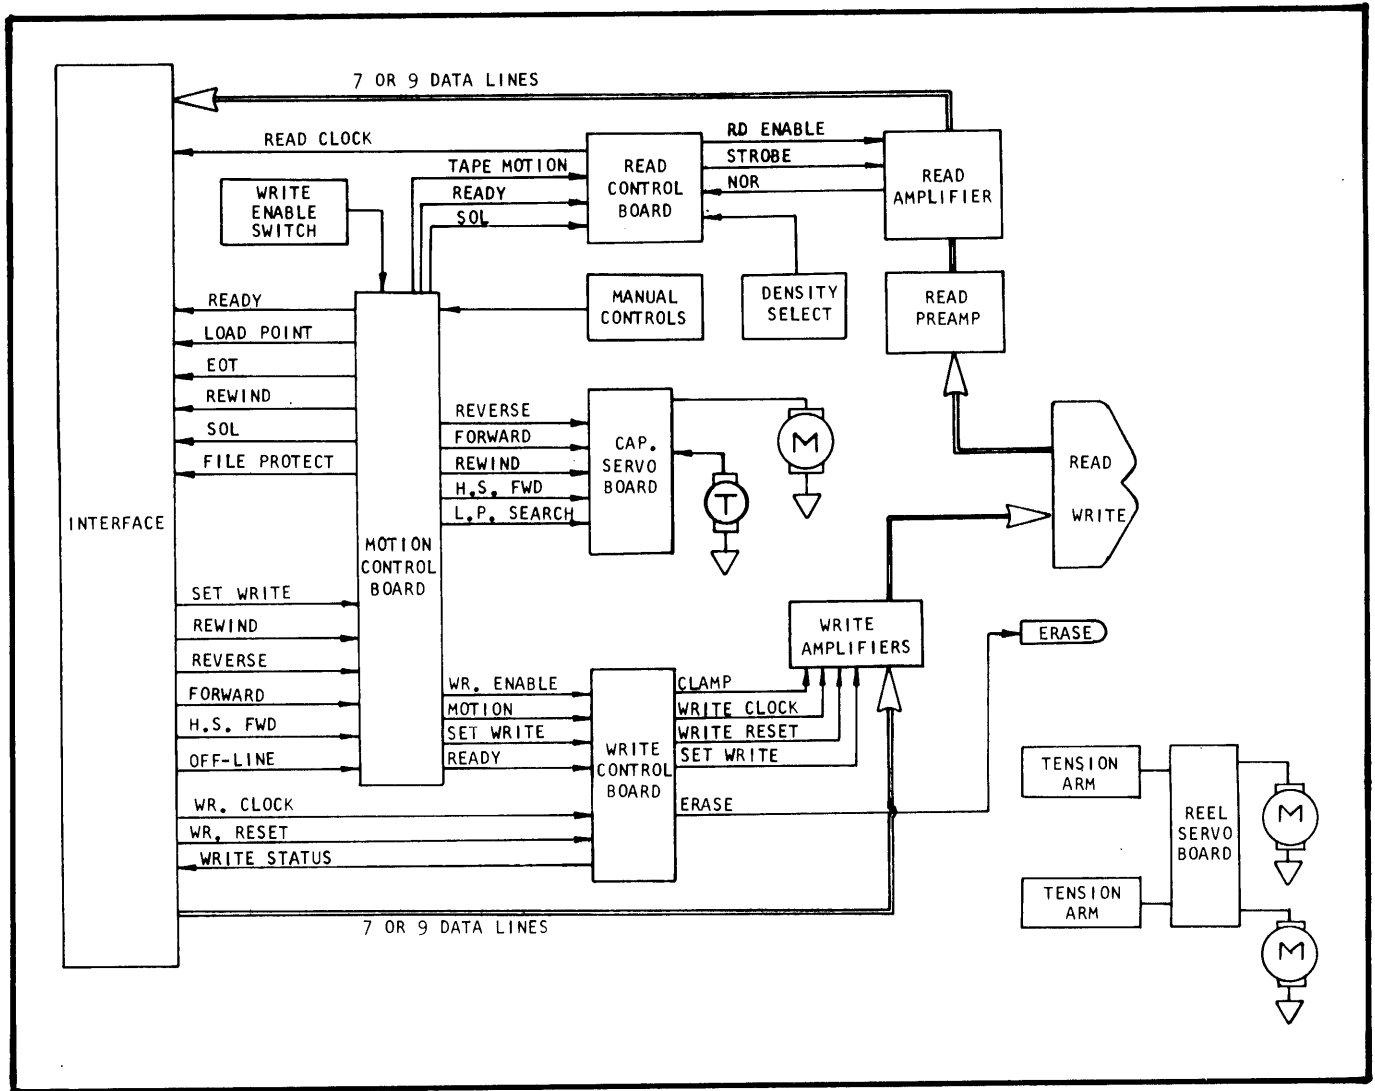 7 OR 9 DATA LINES
READ CLOCK
TAPE MOTION
READY
SOL
RD ENABLE
STROBE
NOR
READ
CONTROL
BOARD
READ
AMPLIFIER
WRITE
ENABLE
SWITCH
MANUAL
CONTROLS
DENSITY
SELECT
READ
PREAMP
READY
LOAD POINT
EOT
REWIND
SOL
FILE PROTECT
REVERSE
FORWARD
REWIND
H.S. FWD
L.P. SEARCH
CAP.
SERVO
BOARD
M
T
READ
WRITE
INTERFACE
MOTION
CONTROL
BOARD
SET WRITE
REWIND
REVERSE
FORWARD
H.S. FWD
OFF-LINE
WR. CLOCK
WR. RESET
WRITE STATUS
WR. ENABLE
MOTION
SET WRITE
READY
WRITE
CONTROL
BOARD
CLAMP
WRITE CLOCK
WRITE RESET
SET WRITE
ERASE
WRITE
AMPLIFIERS
ERASE
TENSION
ARM
TENSION
ARM
REEL
SERVO
BOARD
M
M
7 OR 9 DATA LINES